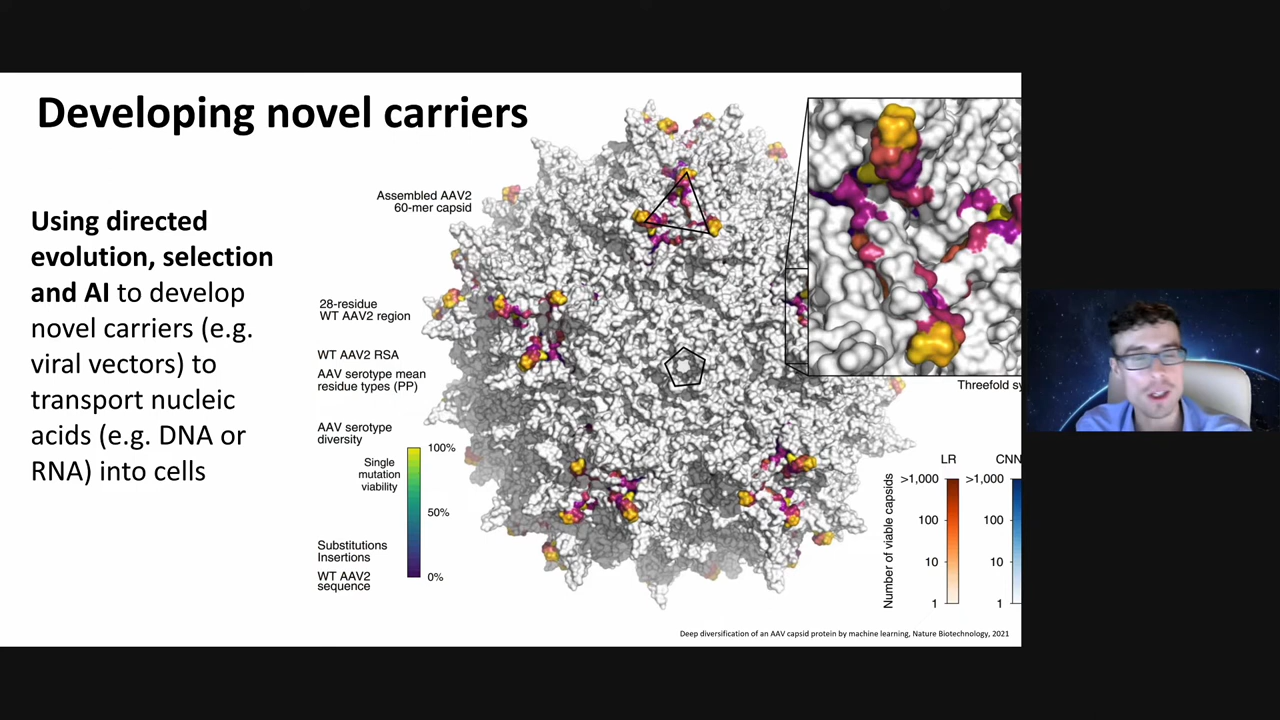 Developing novel carriers
Using directed
evolution, selection
and AI to develop
novel carriers (e.g.
viral vectors) to
transport nucleic
acids (e.g. DNA or
RNA) into cells
Assembled AAV2
60-mer capsid
28-residue
WT AAV2 region
WT AAV2 RSA
AAV serotype mean
residue types (PP)
AAV serotype
diversity
Single
mutation
viability
100%
50%
0%
Substitutions
Insertions
WT AAV2
sequence
Threefold sy
Number of viable capsids
LR
>1,000
100
10
1
CNN
>1,000
100
10
1
Deep diversification of an AAV capsid protein by machine learning, Nature Biotechnology, 2021